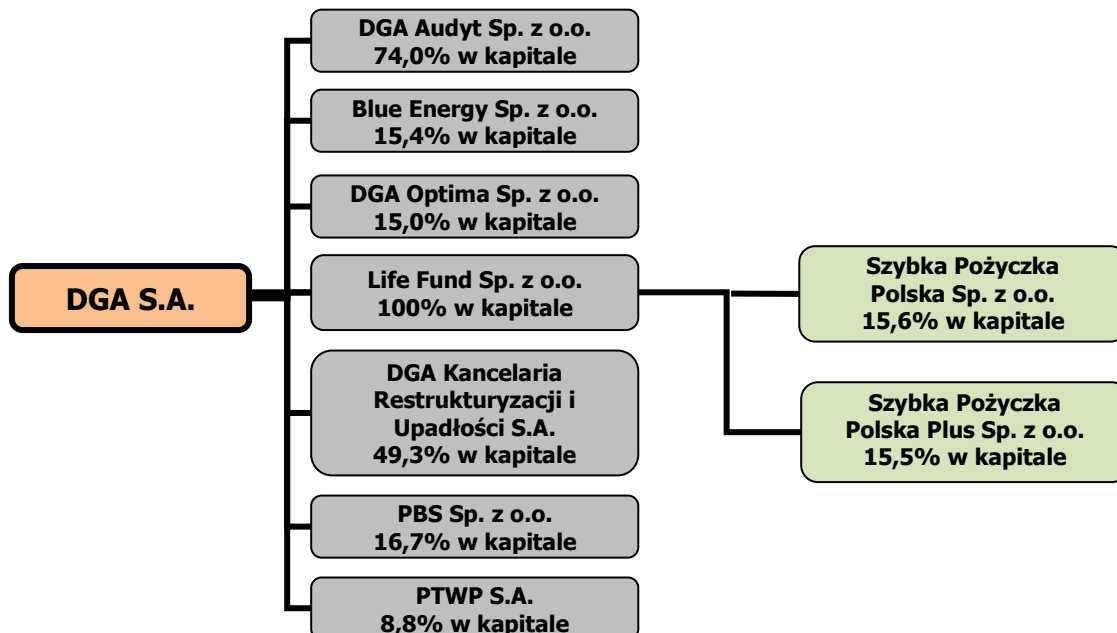 DGA S.A.
DGA Audyt Sp. z o.o.
74,0% w kapitale
Blue Energy Sp. z o.o.
15,4% w kapitale
DGA Optima Sp. z o.o.
15,0% w kapitale
Life Fund Sp. z o.o.
100% w kapitale
DGA Kancelaria
Restrukturyzacji i
Upadłości S.A.
49,3% w kapitale
PBS Sp. z o.o.
16,7% w kapitale
PTWP S.A.
8,8% w kapitale
Szybka Pożyczka
Polska Sp. z o.o.
15,6% w kapitale
Szybka Pożyczka
Polska Plus Sp. z o.o.
15,5% w kapitale